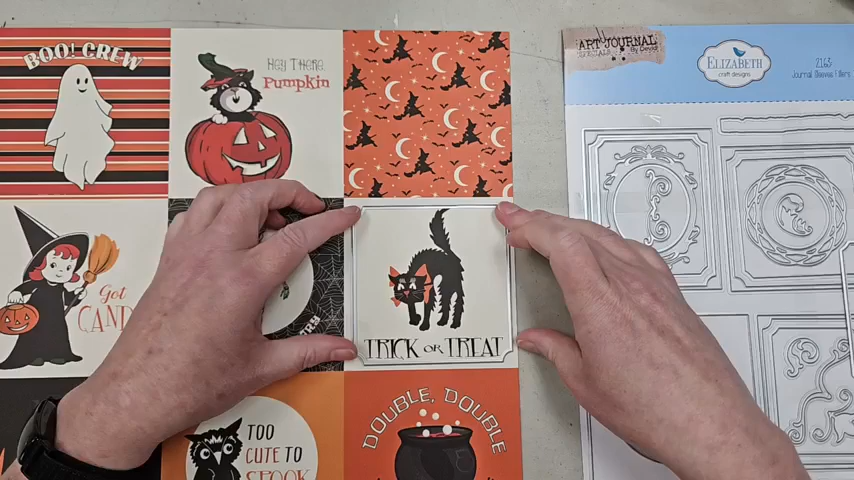 BOO! CREW
HEY THERE,
Pumpkin
Got
CAND
TRICK OR TREAT
TOO
CUTE TO
SPOOK
DOUBLE, DOUBLE
ART JOURNAL
SPECIALS
ELIZABETH
craft designs
2163
Journal Sleeves Fillers